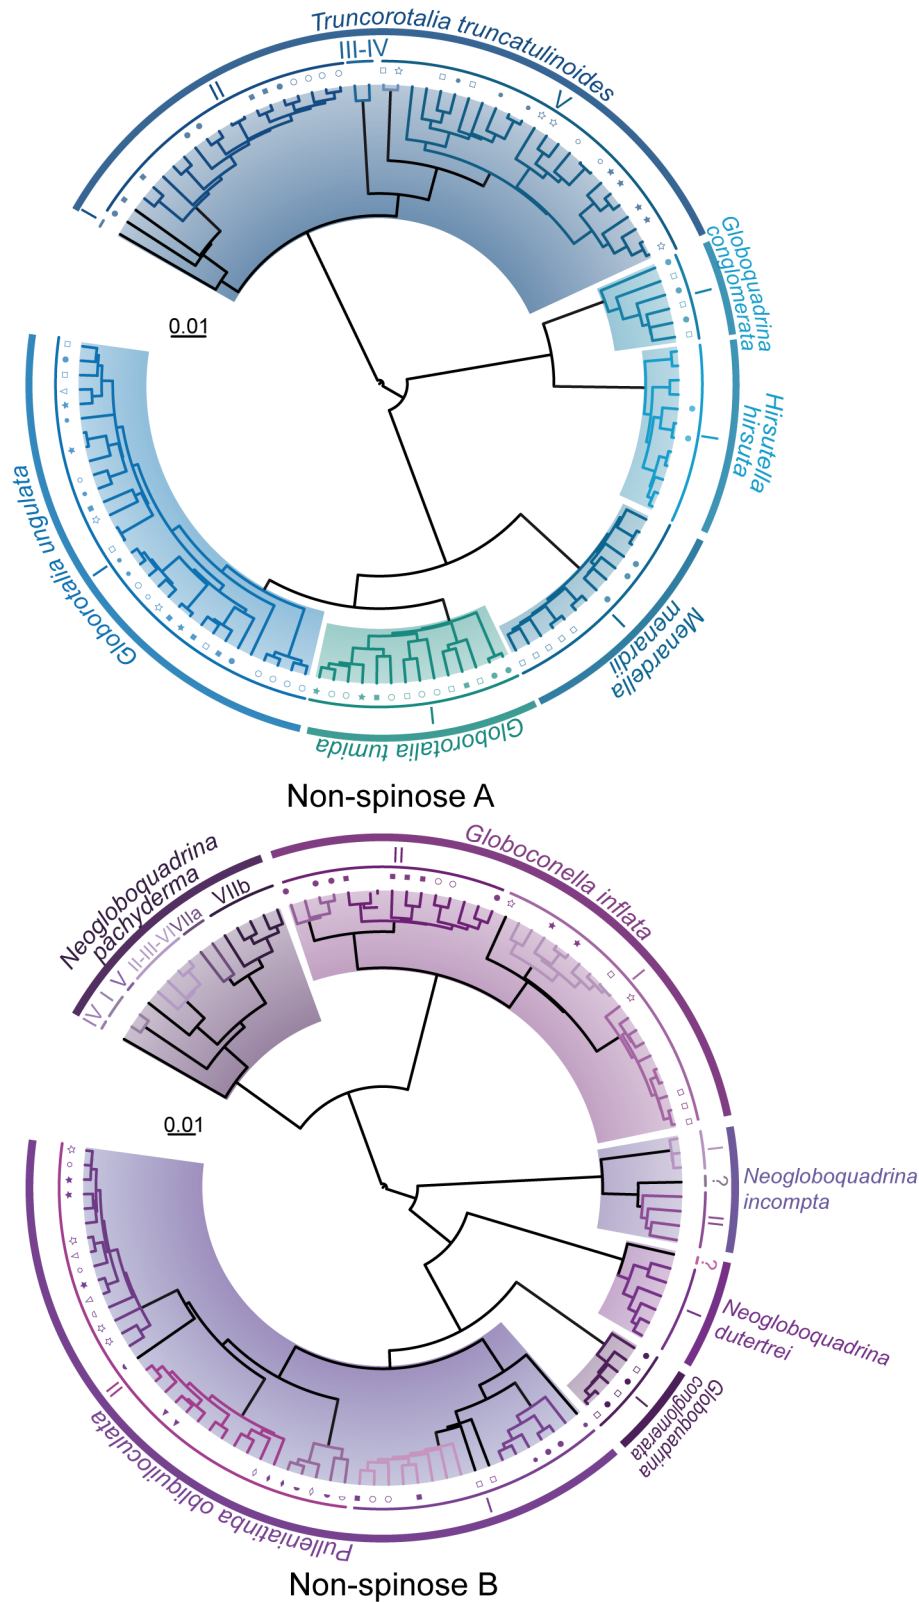 Truncorotalia truncatulinoides
III-IV
II
V
I
Globoquadrina
conglomerata
I
0.01
Hirsutella
hirsuta
I
Menardella
menardii
I
Globorotalia ungulata
I
Globorotalia tumida
I
Non-spinose A
Neogloboquadrina
pachyderma
IV
I
V
II-III-VI
VIIa
VIIb
Globoconella inflata
II
I
0.01
Neogloboquadrina
incompta
I
?
II
Neogloboquadrina
dutertrei
?
I
Globoquadrina
conglomerata
I
Pulleniatinba obliquiloculata
II
I
Non-spinose B